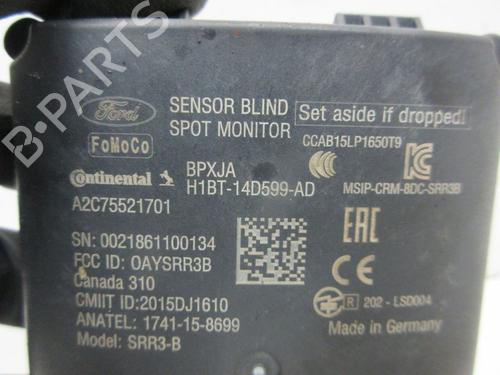 B-PARTS
Ford
FoMoCo
SENSOR BLIND
SPOT MONITOR
Set aside if dropped!
CCAB15LP1650T9
Continental
BPXJA
H1BT-14D599-AD
MSIP-CRM-8DC-SRR3B
A2C75521701
SN: 0021861100134
FCC ID: OAYSRR3B
Canada 310
CMIIT ID:2015DJ1610
ANATEL: 1741-15-8699
Model: SRR3-B
EAC
CE
R 202-LSD004
Made in Germany